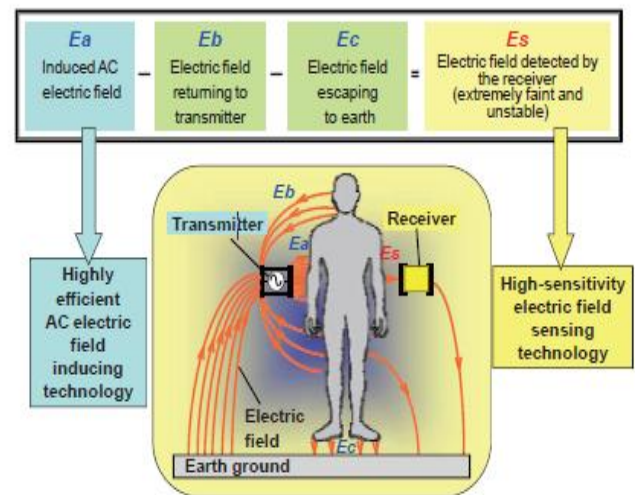 Ea
Induced AC
electric field
–
Eb
Electric field
returning to
transmitter
–
Ec
Electric field
escaping
to earth
=
Es
Electric field detected by
the receiver
(extremely faint and
unstable)
Eb
Transmitter
Receiver
Ea
Es
Highly
efficient
AC electric
field
inducing
technology
High-sensitivity
electric field
sensing
technology
Electric
field
Ec
Earth ground